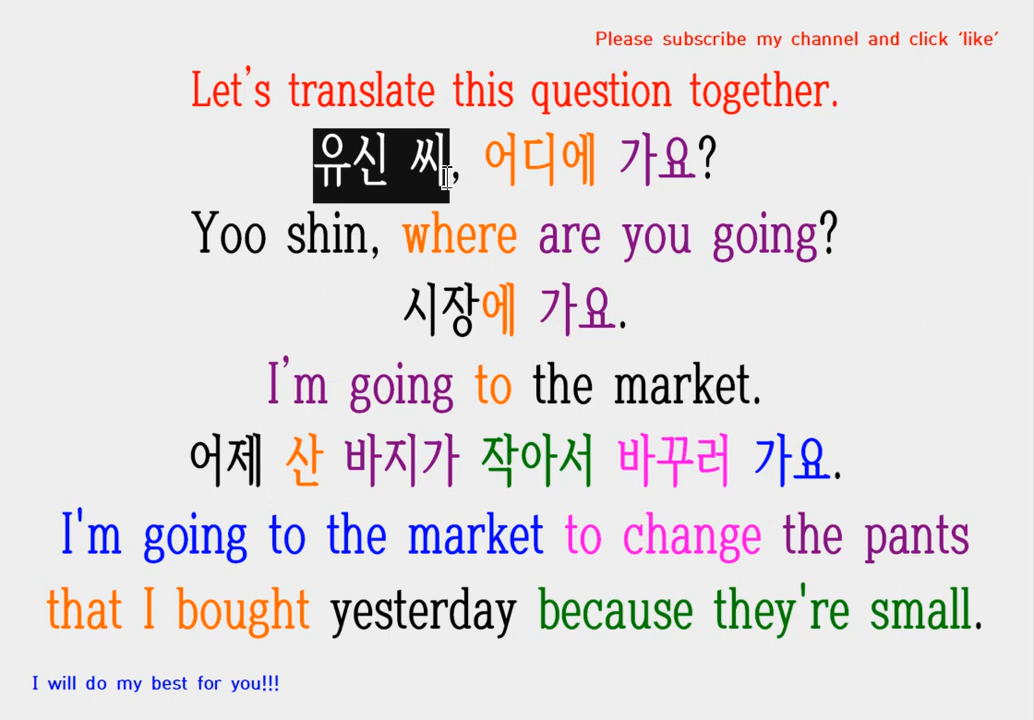 Please subscribe my channel and click ‘like’
Let’s translate this question together.
유신 씨, 어디에 가요?
Yoo shin, where are you going?
시장에 가요.
I’m going to the market.
어제 산 바지가 작아서 바꾸러 가요.
I'm going to the market to change the pants
that I bought yesterday because they're small.
I will do my best for you!!!